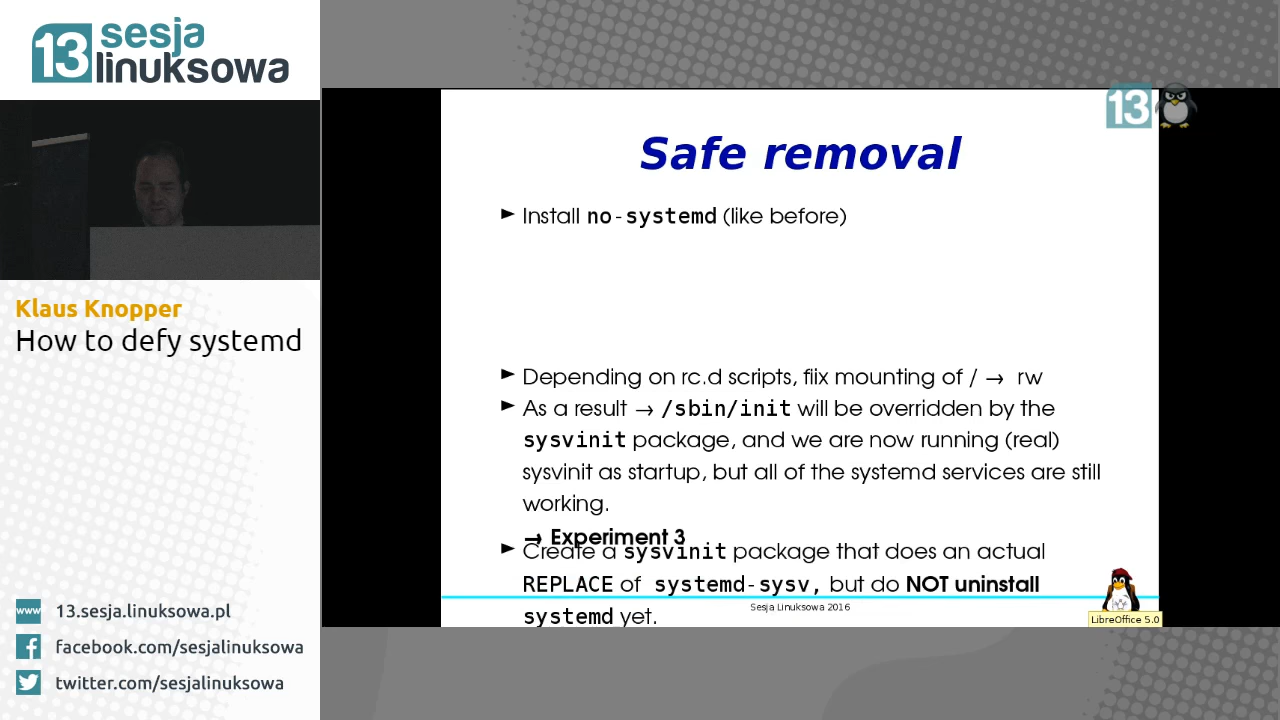 13 sesja
linuksowa
Klaus Knopper
How to defy systemd
www 13.sesja.linuksowa.pl
facebook.com/sesjalinuksowa
twitter.com/sesjalinuksowa
13
Safe removal
► Install no-systemd (like before)
► Depending on rc.d scripts, fiix mounting of / → rw
► As a result → /sbin/init will be overridden by the
sysvinit package, and we are now running (real)
sysvinit as startup, but all of the systemd services are still
working.
→ Experiment 3
► Create a sysvinit package that does an actual
REPLACE of systemd-sysv, but do NOT uninstall
systemd yet.
Sesja Linuksowa 2016
LibreOffice 5.0